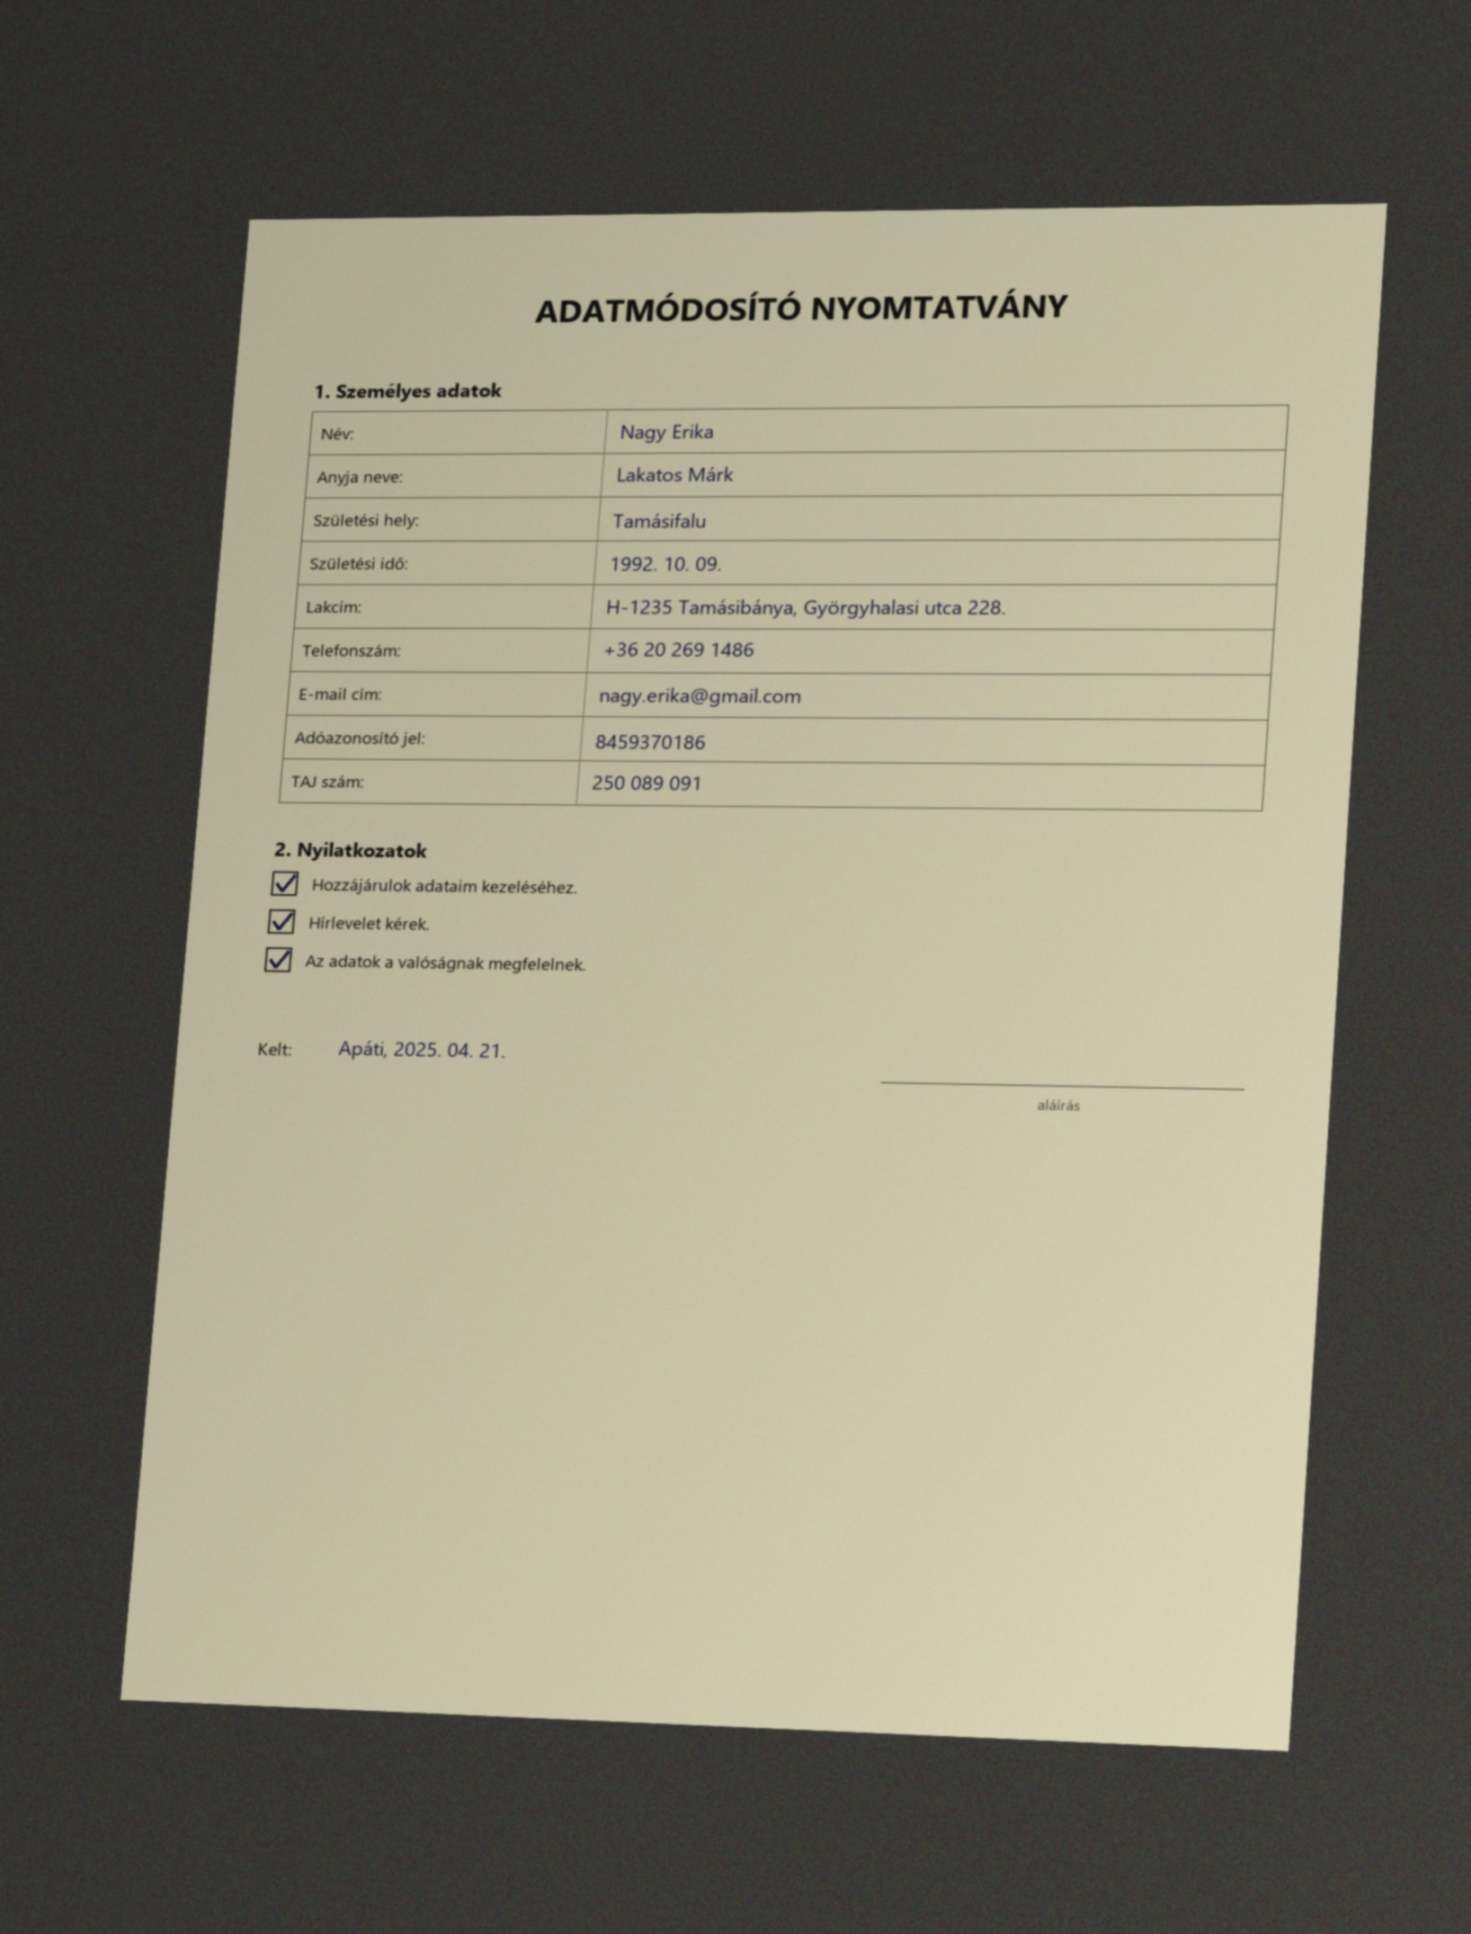 ADATMÓDOSÍTÓ NYOMTATVÁNY
1. Személyes adatok
Név: Nagy Erika
Anyja neve: Lakatos Márk
Születési hely: Tamásifalu
Születési idő: 1992. 10. 09.
Lakcím: H-1235 Tamásibánya, Györgyhalasi utca 228.
Telefonszám: +36 20 269 1486
E-mail cím: nagy.erika@gmail.com
Adóazonosító jel: 8459370186
TAJ szám: 250 089 091
2. Nyilatkozatok
Hozzájárulok adataim kezeléséhez.
Hírlevelet kérek.
Az adatok a valóságnak megfelelnek.
Kelt: Apáti, 2025. 04. 21.
aláírás